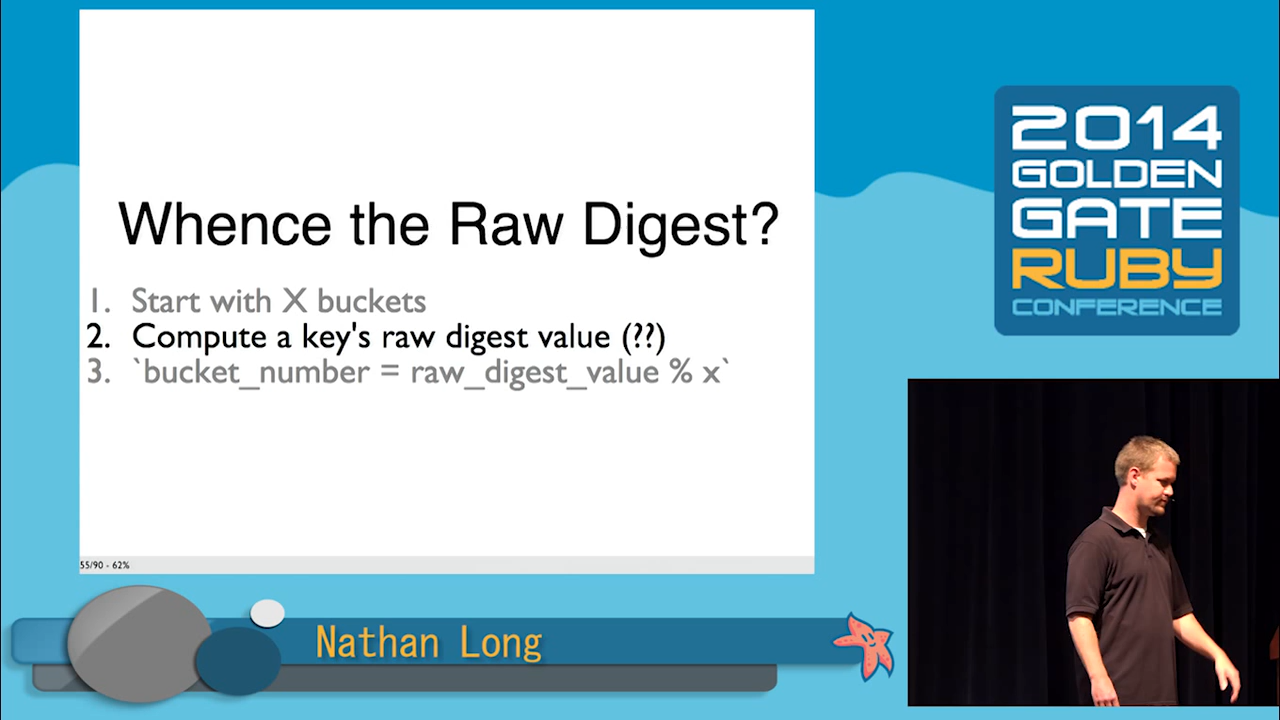 Whence the Raw Digest?
1. Start with X buckets
2. Compute a key's raw digest value (??)
3. `bucket_number = raw_digest_value % x`
55/90 - 62%
2014
GOLDEN
GATE
RUBY
CONFERENCE
Nathan Long